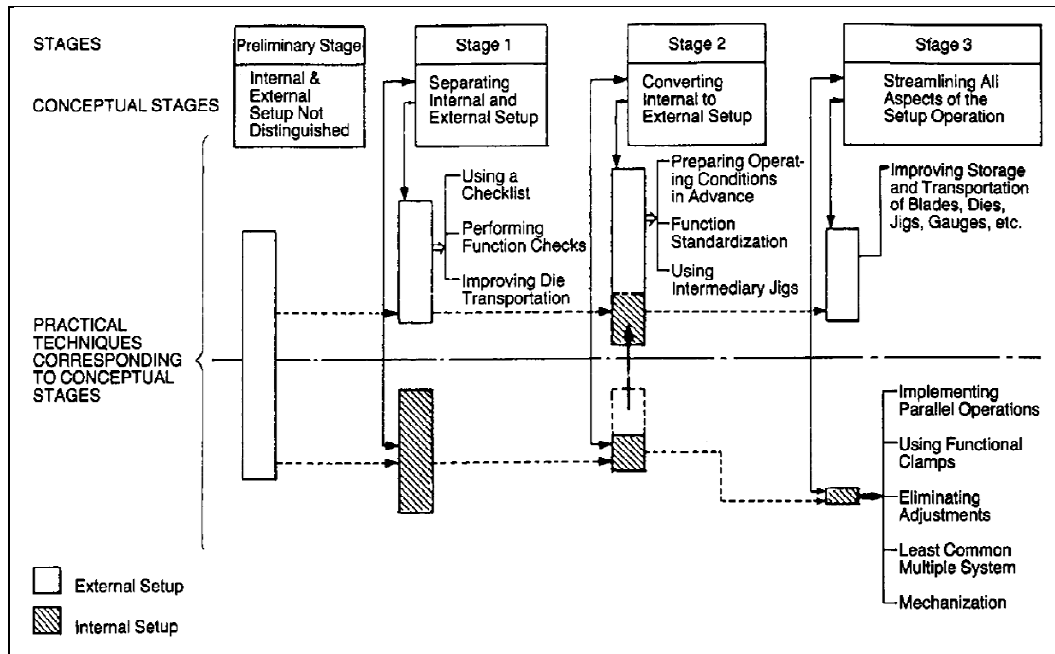 STAGES
Preliminary Stage
Stage 1
Stage 2
Stage 3
CONCEPTUAL STAGES
Internal &
External
Setup Not
Distinguished
Separating
Internal and
External Setup
Converting
Internal to
External Setup
Streamlining All
Aspects of the
Setup Operation
Using a
Checklist
Performing
Function Checks
Improving Die
Transportation
Preparing Operat-
ing Conditions
in Advance
Function
Standardization
Using
Intermediary Jigs
Improving Storage
and Transportation
of Blades, Dies,
Jigs, Gauges, etc.
PRACTICAL
TECHNIQUES
CORRESPONDING
TO CONCEPTUAL
STAGES
Implementing
Parallel Operations
Using Functional
Clamps
Eliminating
Adjustments
Least Common
Multiple System
Mechanization
External Setup
Internal Setup